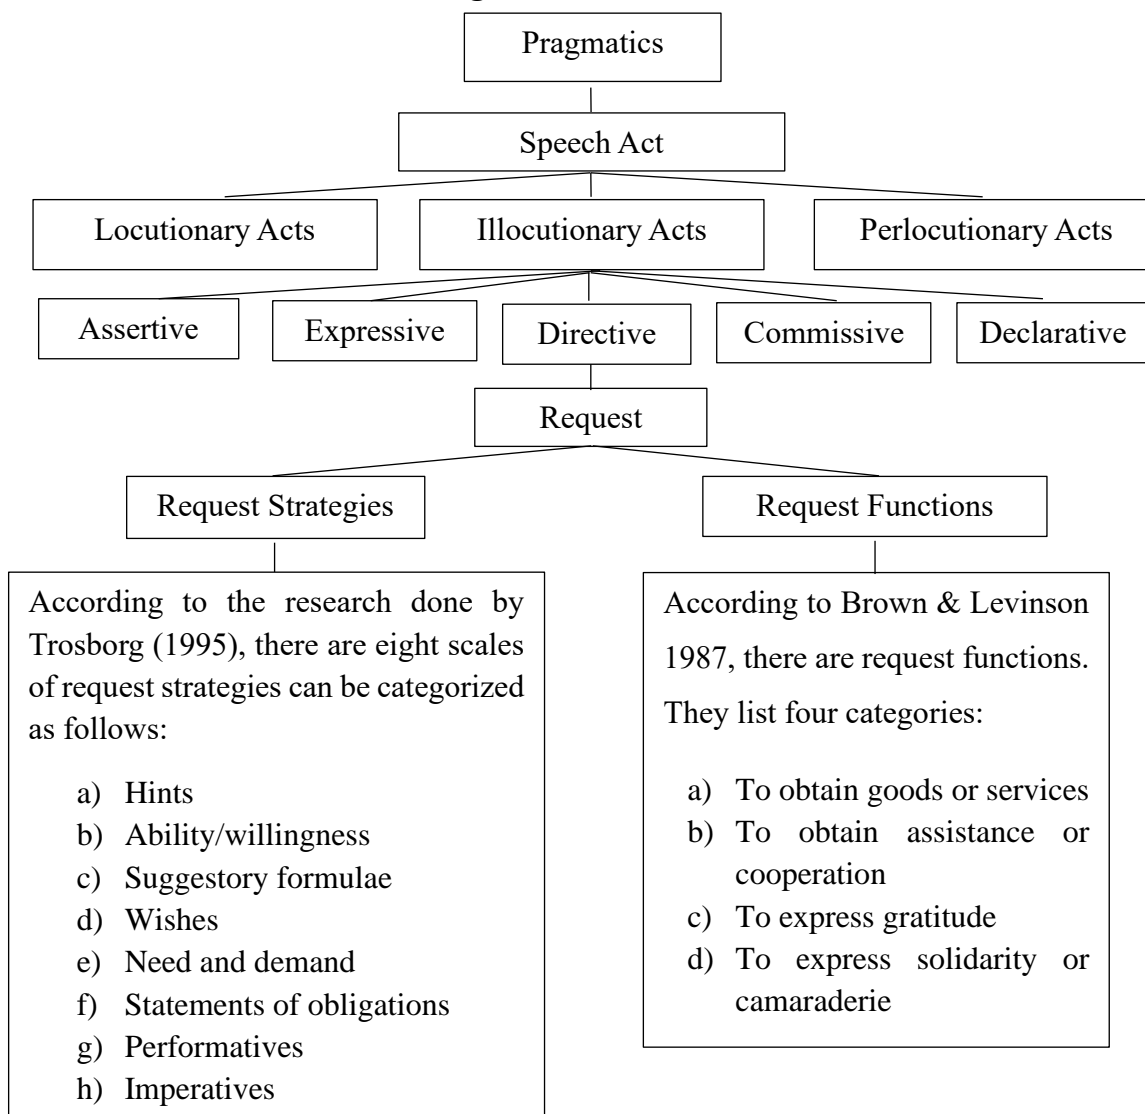 Pragmatics
Speech Act
Locutionary Acts
Illocutionary Acts
Perlocutionary Acts
Assertive
Expressive
Directive
Commissive
Declarative
Request
Request Strategies
Request Functions
According to the research done by
Trosborg (1995), there are eight scales
of request strategies can be categorized
as follows:
a) Hints
b) Ability/willingness
c) Suggestory formulae
d) Wishes
e) Need and demand
f) Statements of obligations
g) Performatives
h) Imperatives
According to Brown & Levinson
1987, there are request functions.
They list four categories:
a) To obtain goods or services
b) To obtain assistance or
cooperation
c) To express gratitude
d) To express solidarity or
camaraderie